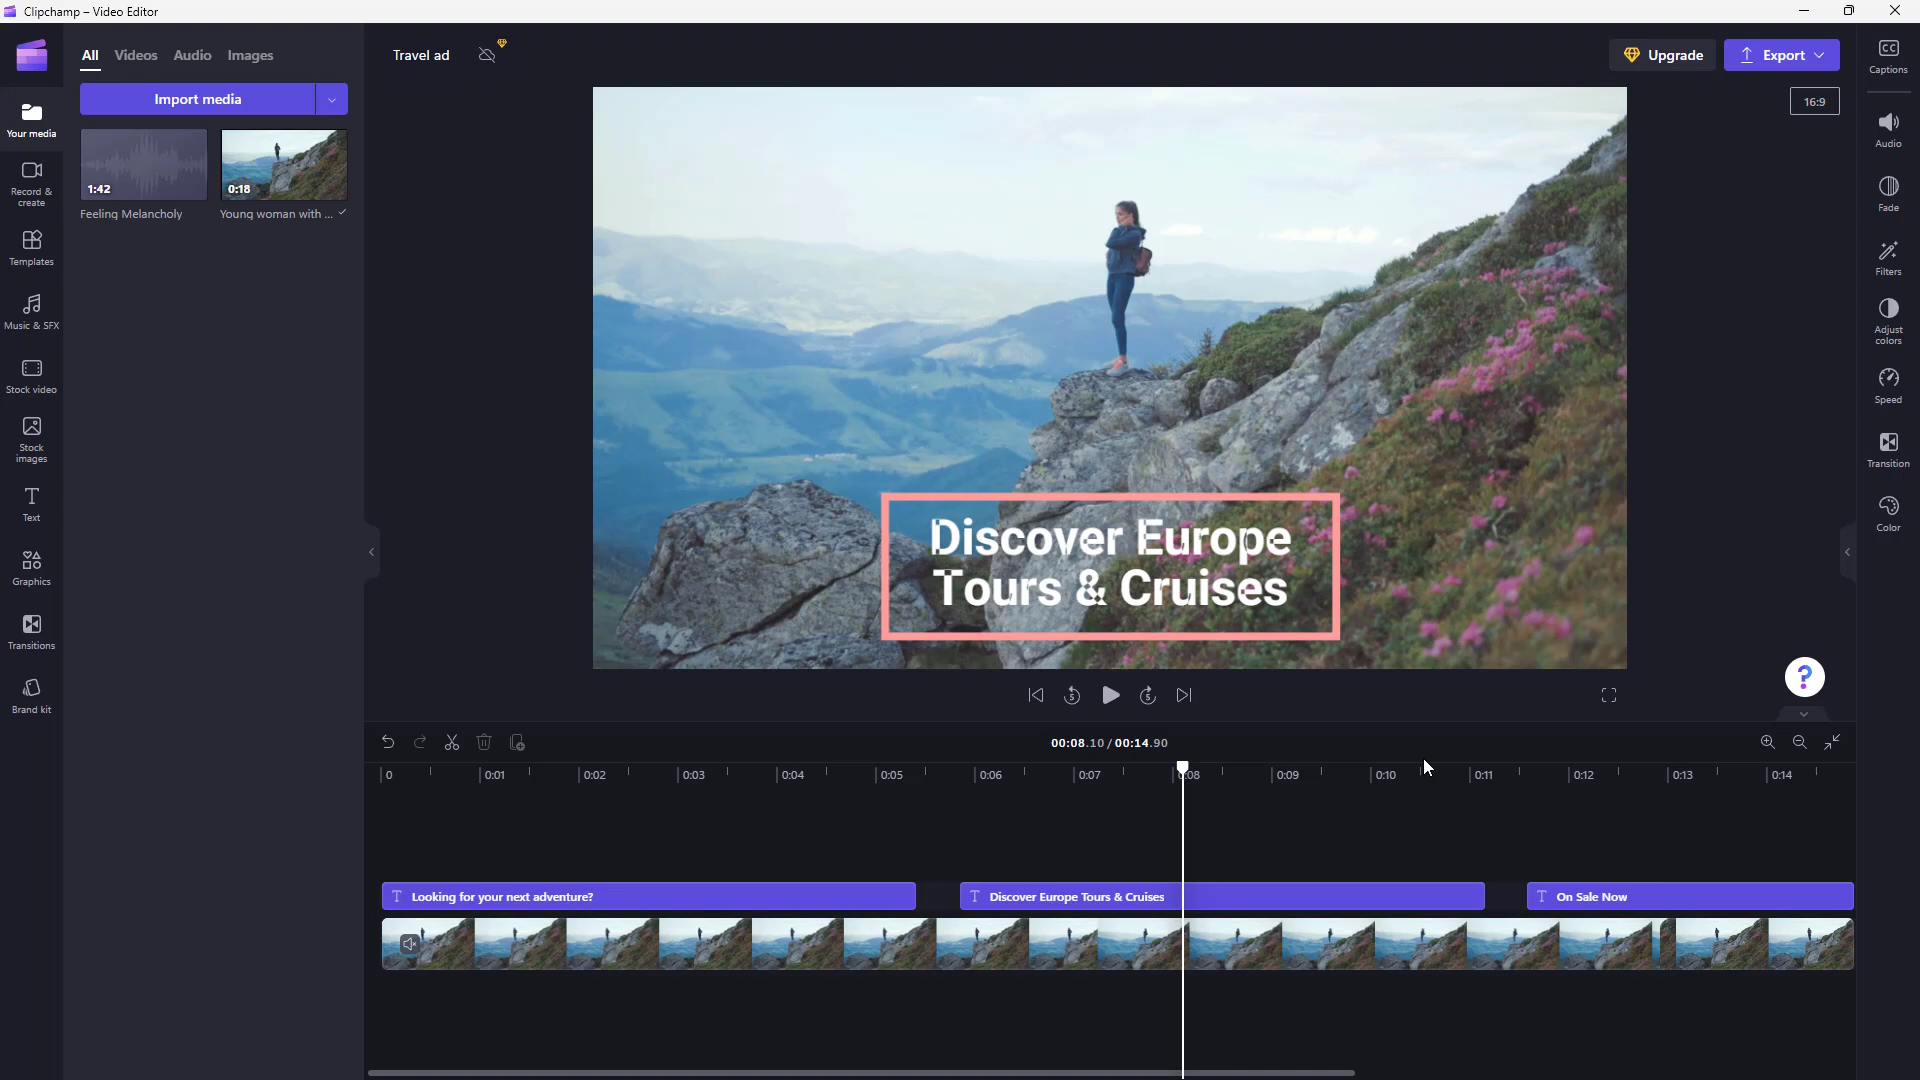 Clipchamp – Video Editor
All Videos Audio Images
Import media
1:42
Feeling Melancholy
0:18
Young woman with ...
Your media
Record &
create
Templates
Music & SFX
Stock video
Stock
images
Text
Graphics
Transitions
Brand kit
Travel ad
Upgrade
Export
16:9
Discover Europe
Tours & Cruises
5
5
?
Captions
Audio
Fade
Filters
Adjust
colors
Speed
Transition
Color
00:08.10 / 00:14.90
0 0:01 0:02 0:03 0:04 0:05 0:06 0:07 0:08 0:09 0:10 0:11 0:12 0:13 0:14
T Looking for your next adventure?
T Discover Europe Tours & Cruises
T On Sale Now